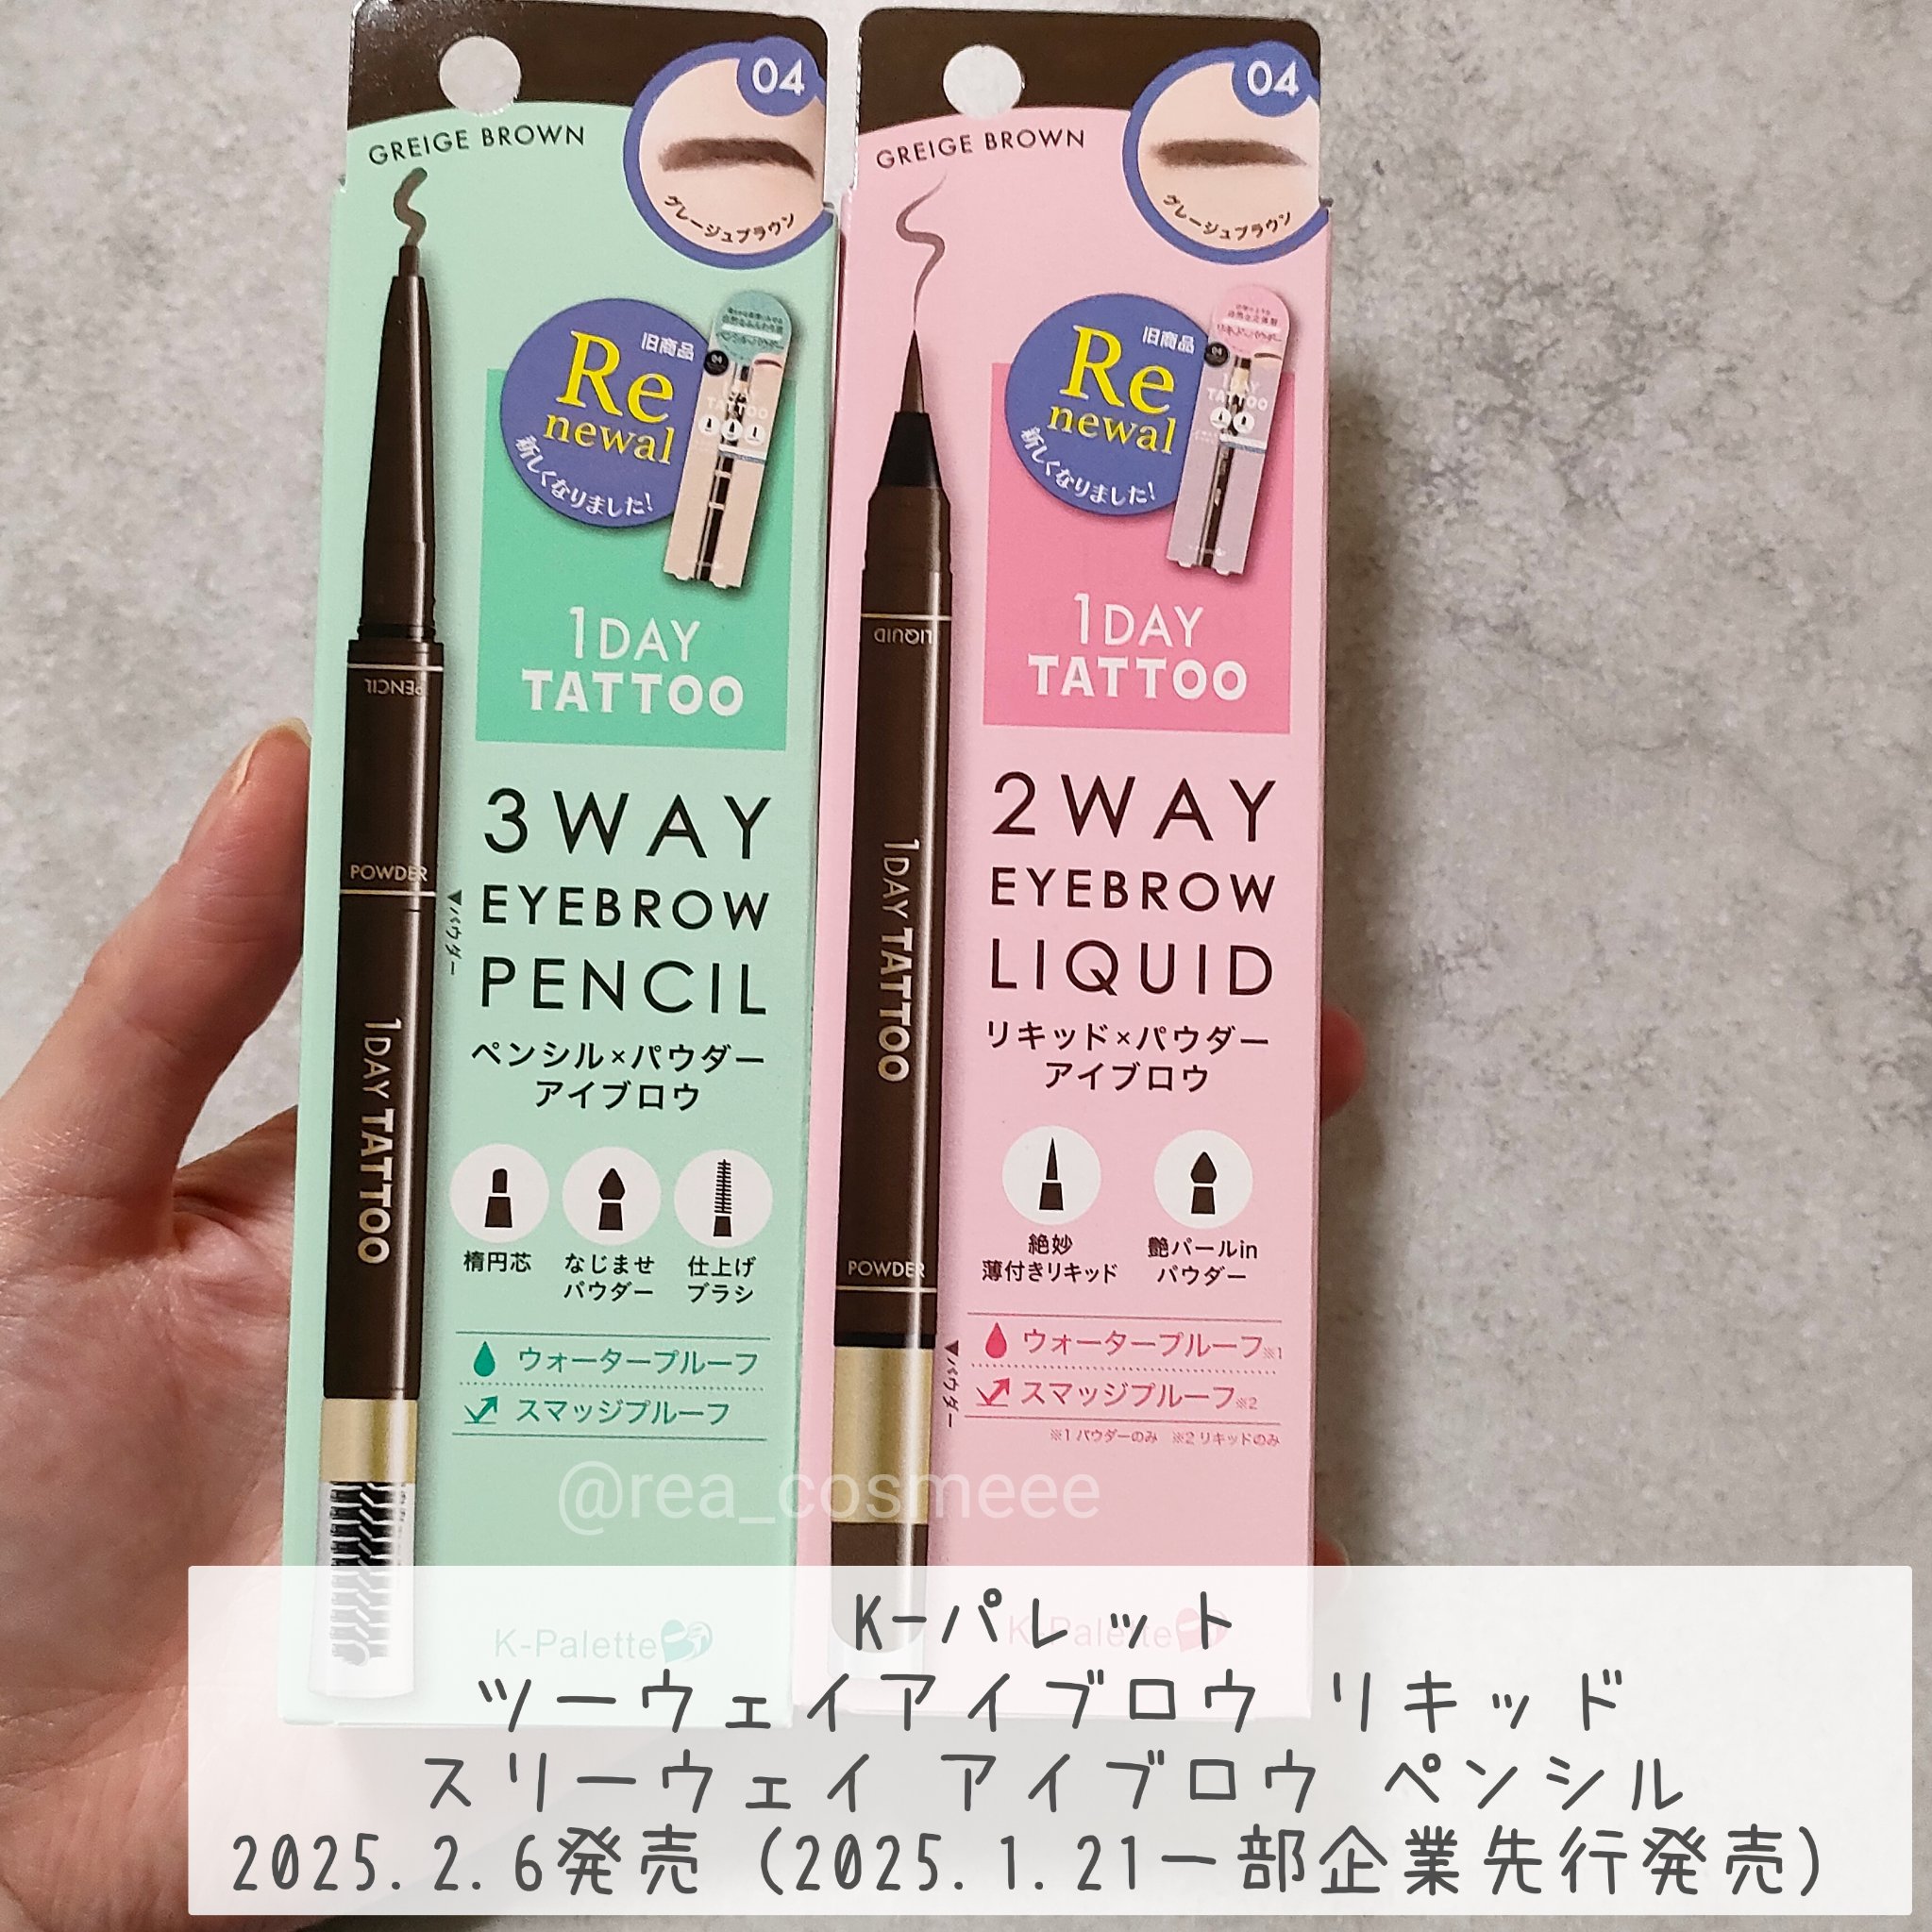 04
GREIGE BROWN
グレージュブラウン
旧商品
Re
newal
新しくなりました!
1DAY
TATTOO
PENCIL
3WAY
POWDER
EYEBROW
▼パウダー
PENCIL
ペンシル×パウダー
アイブロウ
1DAY TATTOO
楕円芯
なじませ
パウダー
仕上げ
ブラシ
ウォータープルーフ
スマッジプルーフ
K-Palette
04
GREIGE BROWN
グレージュブラウン
旧商品
Re
newal
新しくなりました!
LIQUID
1DAY
TATTOO
2WAY
EYEBROW
LIQUID
リキッド×パウダー
アイブロウ
1DAY TATTOO
絶妙
薄付きリキッド
艶パールin
パウダー
POWDER
ウォータープルーフ※1
▼パウダー
スマッジプルーフ※2
※1 パウダーのみ ※2 リキッドのみ
K-Palette
@rea_cosmeee
K-パレット
ツーウェイアイブロウ リキッド
スリーウェイ アイブロウ ペンシル
2025.2.6発売 (2025.1.21一部企業先行発売)